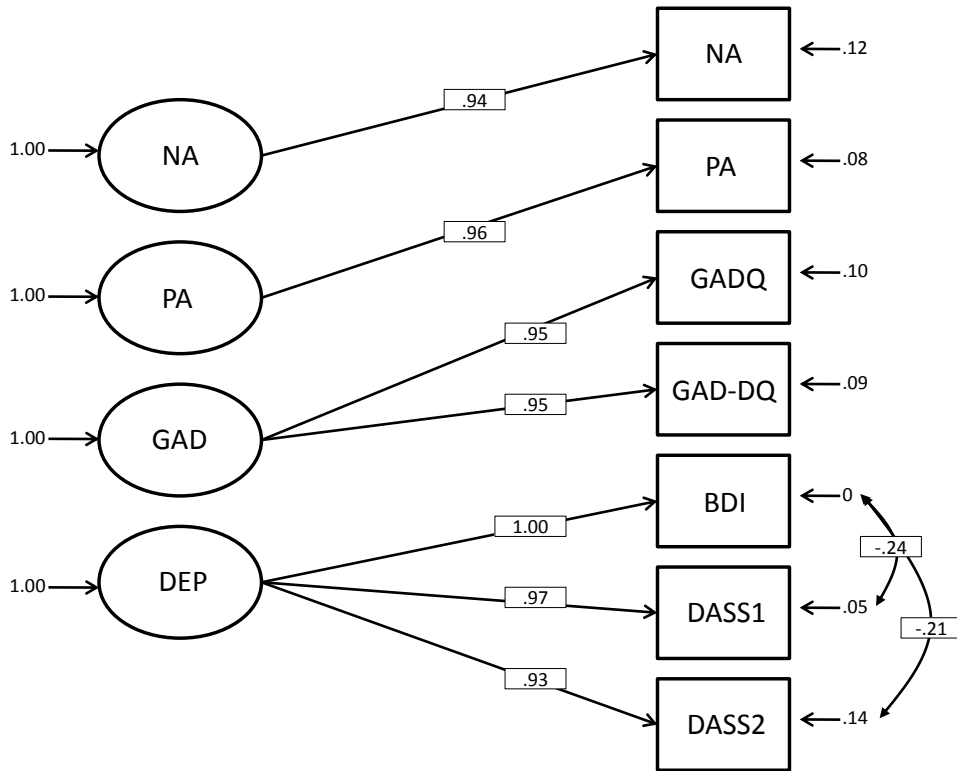 NA
.12
.94
1.00
NA
PA
.08
.96
1.00
PA
GADQ
.10
.95
GAD-DQ
.09
.95
1.00
GAD
BDI
0
1.00
-.24
1.00
DEP
.97
DASS1
.05
-.21
.93
DASS2
.14